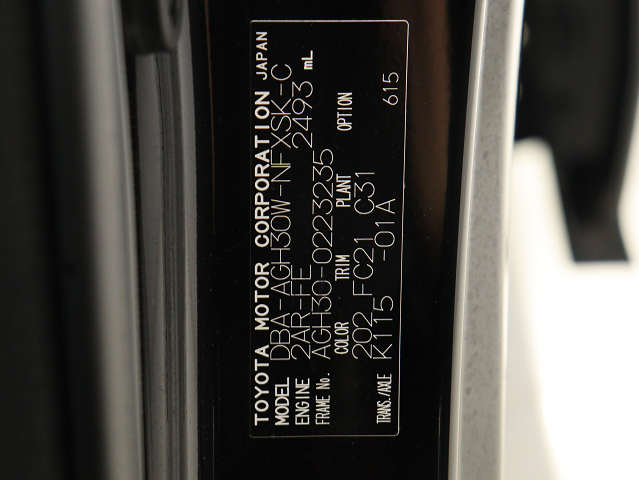 TOYOTA MOTOR CORPORATION JAPAN
MODEL DBA-AGH30W-NFXSK-C
ENGINE 2AR-FE 2493 mL
FRAME No. AGH30-0223235
COLOR TRIM PLANT OPTION
202 FC21 C31
TRANS./AXLE K115 -01A 615